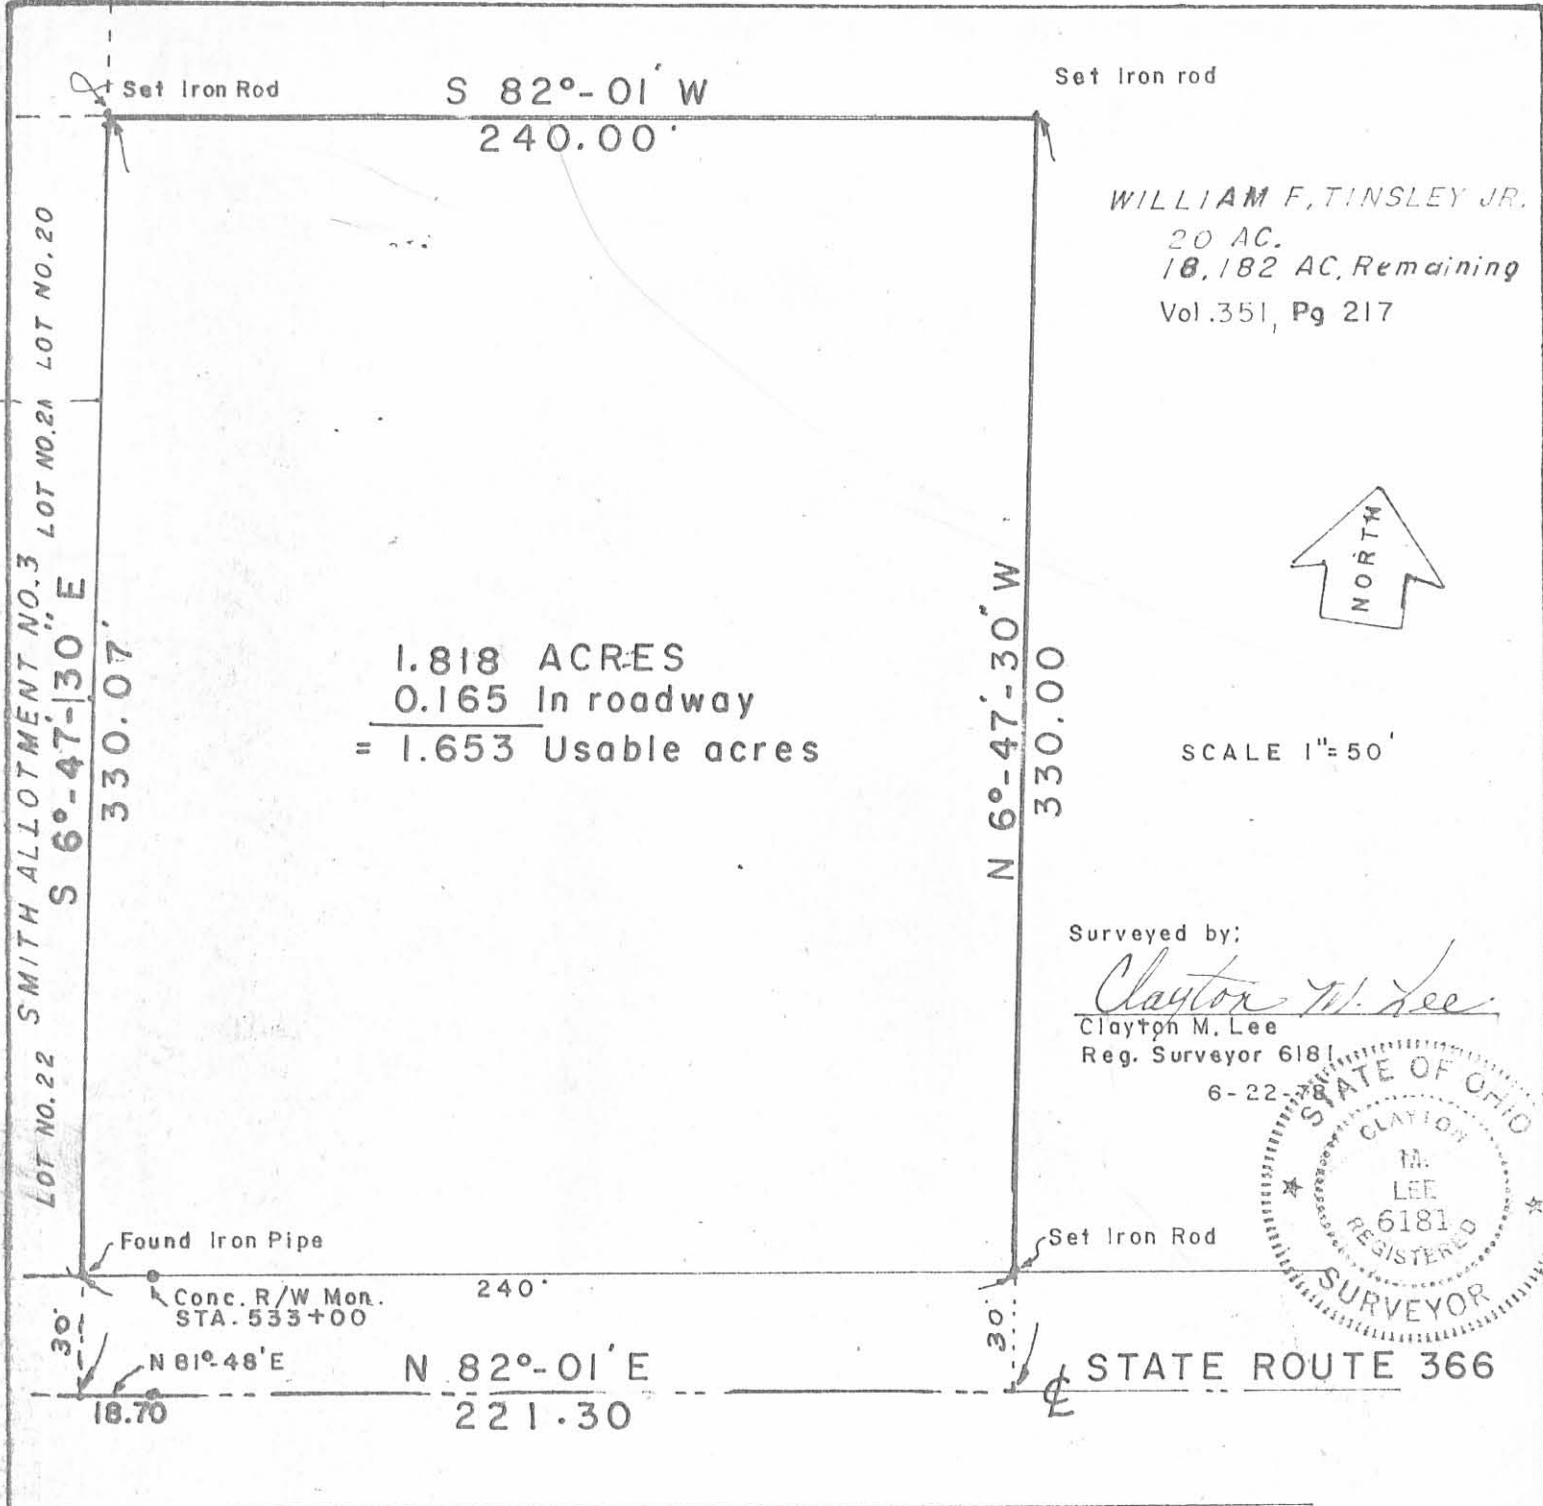 Set Iron Rod
S 82°-01' W
240.00'
Set Iron rod
WILLIAM F, TINSLEY JR.
20 AC.
18.182 AC, Remaining
Vol.351, Pg 217
LOT NO.22 SMITH ALLOTMENT NO.3 LOT NO.21 LOT NO.20
S 6°-47'-30" E
330.07'
1.818 ACRES
0.165 In roadway
= 1.653 Usable acres
N 6°-47'-30" W
330.00
NORTH
SCALE 1"=50'
Surveyed by:
Clayton M. Lee
Clayton M. Lee
Reg. Surveyor 6181
6-22-78
STATE OF OHIO
CLAYTON
M.
LEE
6181
REGISTERED
SURVEYOR
Found Iron Pipe
Set Iron Rod
Conc. R/W Mon.
STA. 533+00
240'
30'
30'
N 81°-48'E
N 82°-01' E
18.70
221.30
℄ STATE ROUTE 366